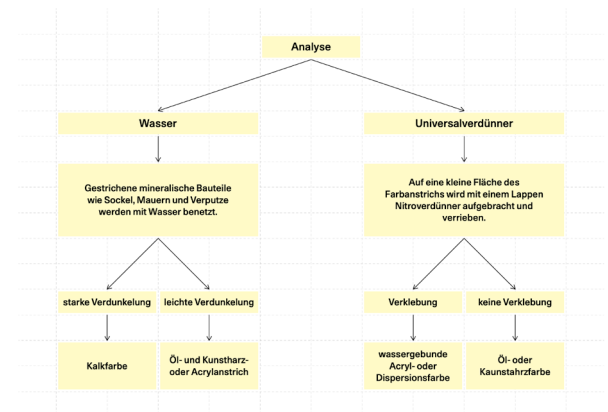 Analyse
Wasser
Universalverdünner
Gestrichene mineralische Bauteile
wie Sockel, Mauern und Verputze
werden mit Wasser benetzt.
Auf eine kleine Fläche des
Farbanstrichs wird mit einem Lappen
Nitroverdünner aufgebracht und
verrieben.
starke Verdunkelung
leichte Verdunkelung
Verklebung
keine Verklebung
Kalkfarbe
Öl- und Kunstharz-
oder Acrylanstrich
wassergebunde
Acryl- oder
Dispersionsfarbe
Öl- oder
Kaunstahrzfarbe